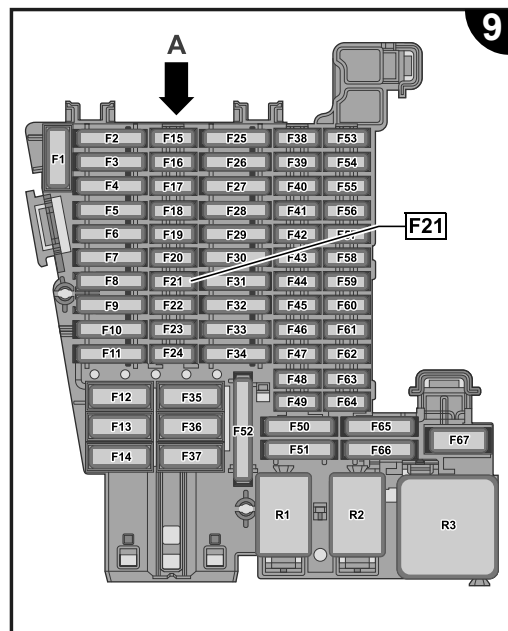 9
A
F1
F2 F15 F25 F38 F53
F3 F16 F26 F39 F54
F4 F17 F27 F40 F55
F5 F18 F28 F41 F56
F6 F19 F29 F42
F21
F7 F20 F30 F43 F58
F8 F21 F31 F44 F59
F9 F22 F32 F45 F60
F10 F23 F33 F46 F61
F11 F24 F34 F47 F62
F48 F63
F12 F35 F49 F64
F13 F36 F52 F50 F65
F67
F14 F37 F51 F66
R1 R2 R3